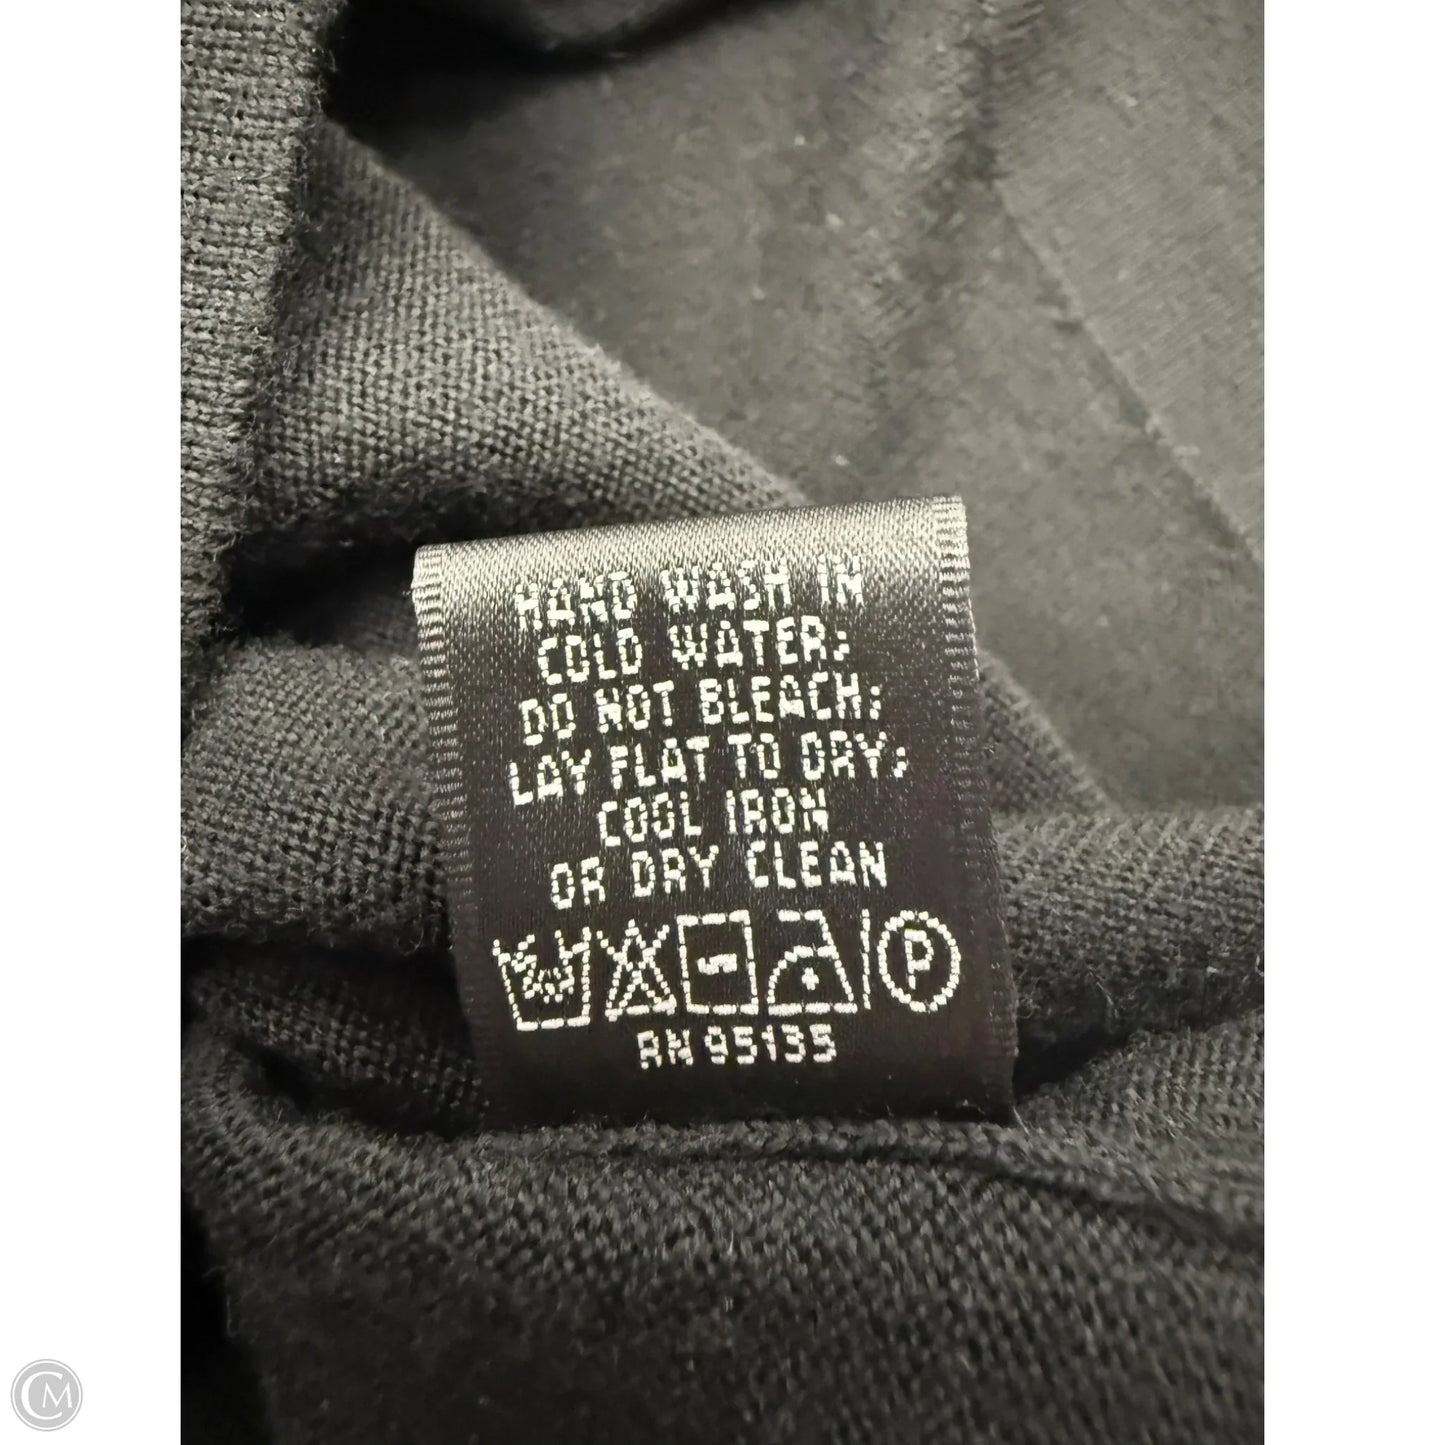 HAND WASH IN
COLD WATER;
DO NOT BLEACH;
LAY FLAT TO DRY;
COOL IRON
OR DRY CLEAN
P
RN 95135
CM